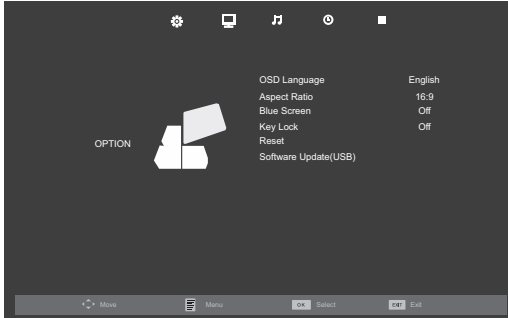 OSD Language English
Aspect Ratio 16:9
Blue Screen Off
Key Lock Off
Reset
OPTION
Software Update(USB)
Move Menu OK Select EXIT Exit